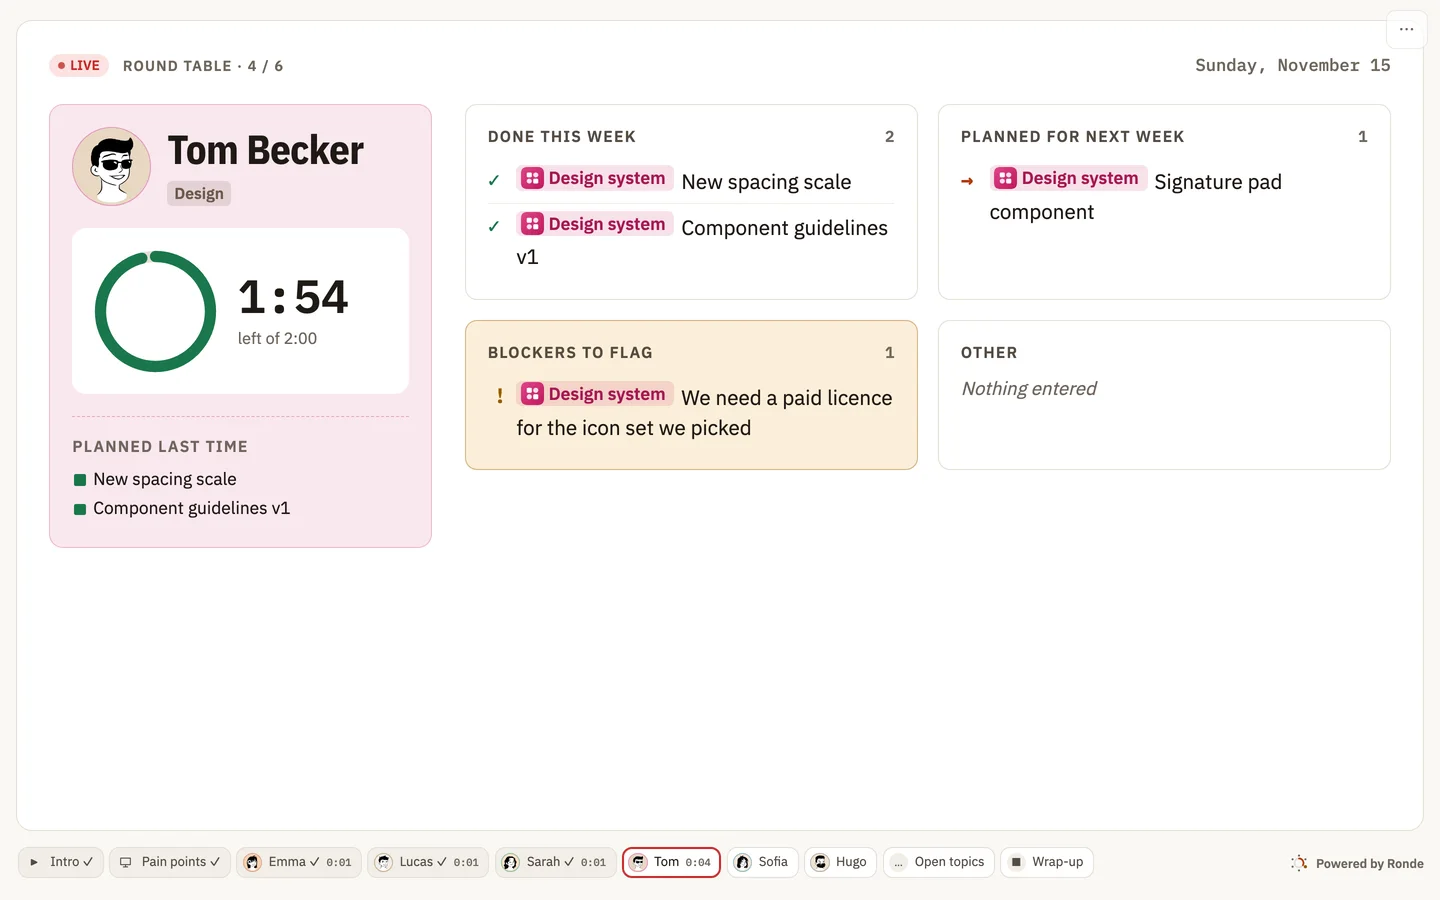 ...
LIVE
ROUND TABLE · 4 / 6
Sunday, November 15
Tom Becker
Design
1:54
left of 2:00
PLANNED LAST TIME
New spacing scale
Component guidelines v1
DONE THIS WEEK 2
✓ Design system New spacing scale
✓ Design system Component guidelines
v1
PLANNED FOR NEXT WEEK 1
→ Design system Signature pad
component
BLOCKERS TO FLAG 1
! Design system We need a paid licence
for the icon set we picked
OTHER
Nothing entered
Intro ✓
Pain points ✓
Emma ✓ 0:01
Lucas ✓ 0:01
Sarah ✓ 0:01
Tom 0:04
Sofia
Hugo
... Open topics
Wrap-up
Powered by Ronde